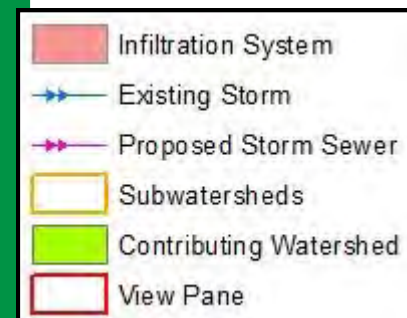 Infiltration System
Existing Storm
Proposed Storm Sewer
Subwatersheds
Contributing Watershed
View Pane